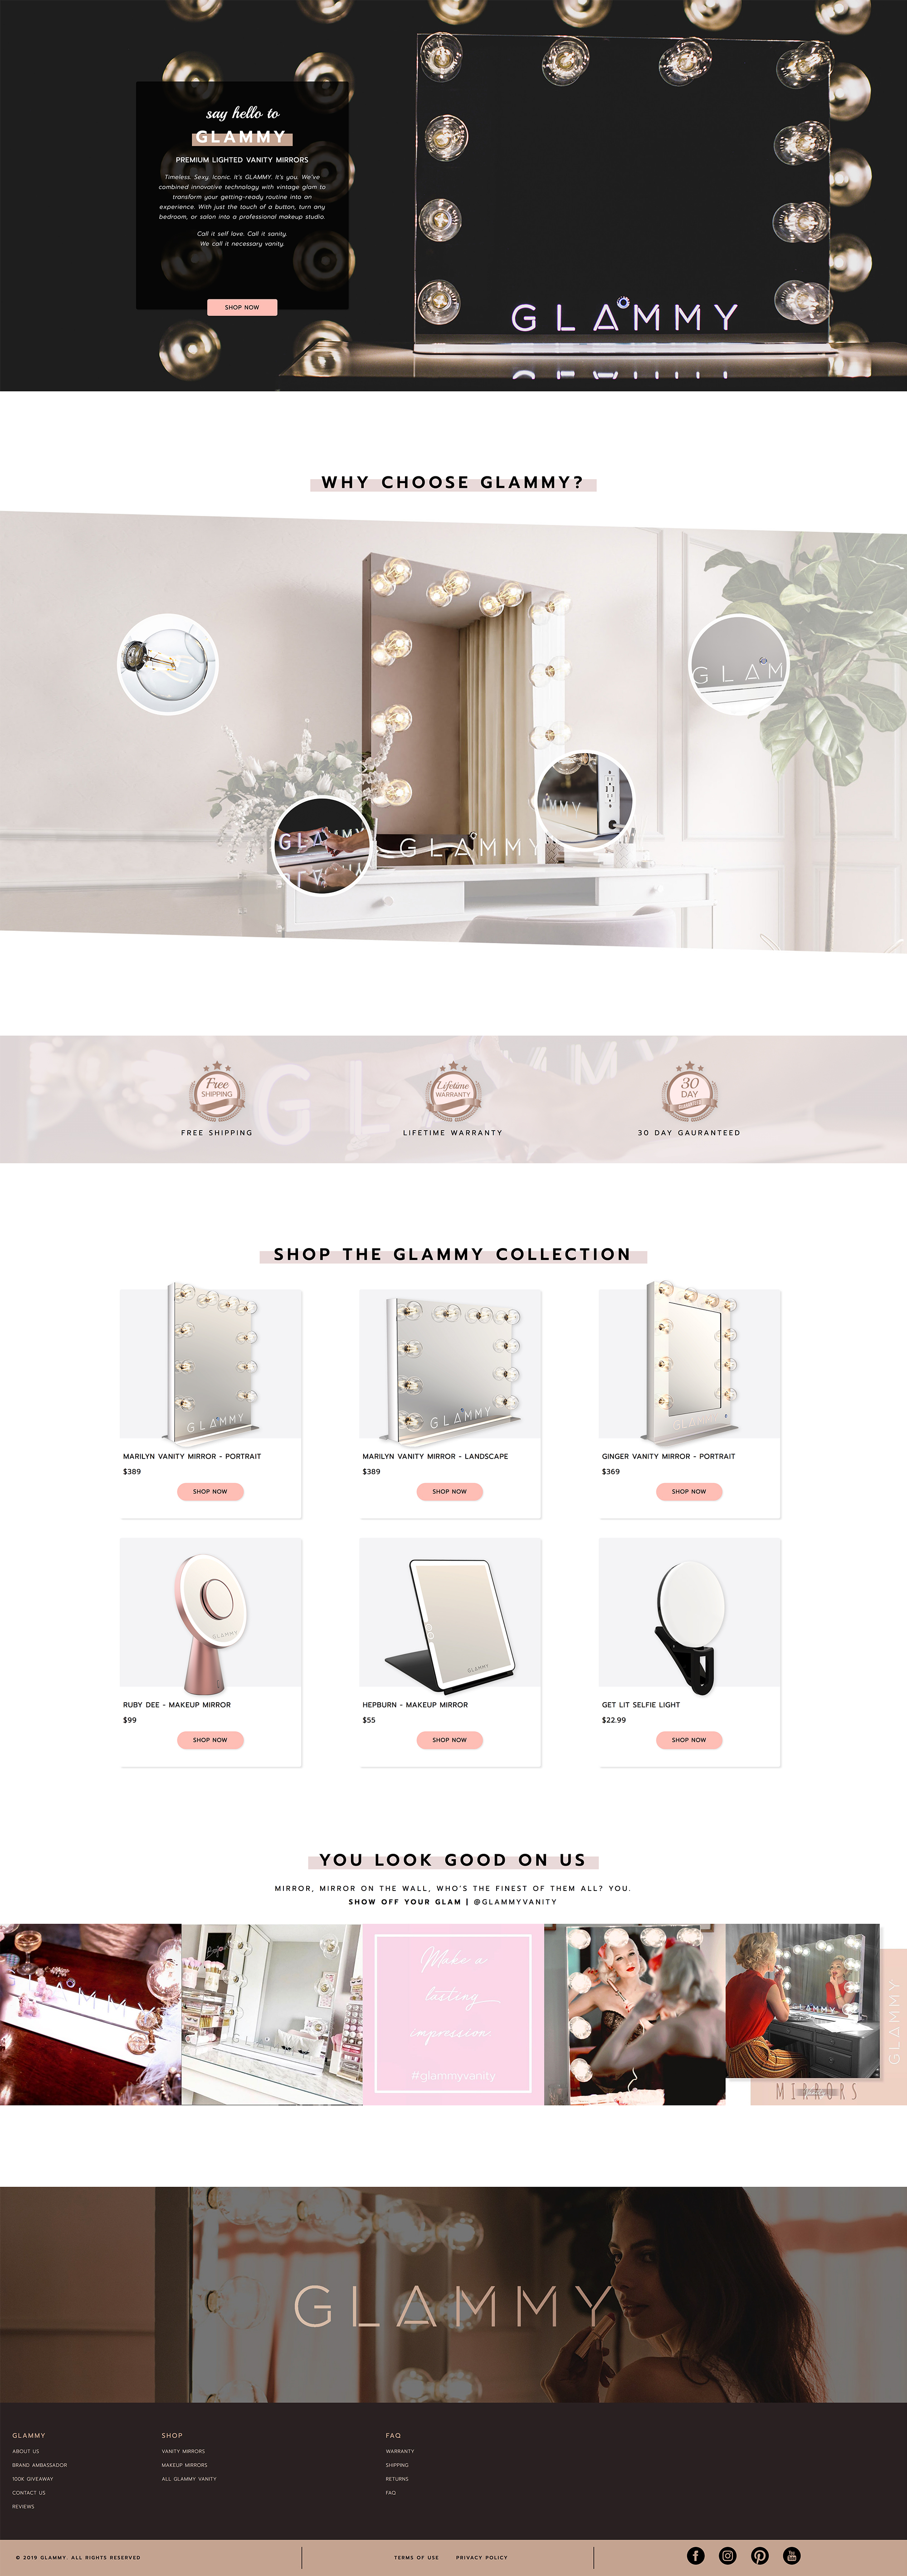 say hello to
GLAMMY
PREMIUM LIGHTED VANITY MIRRORS
Timeless. Sexy. Iconic. It's GLAMMY. It's you. We've
combined innovative technology with vintage glam to
transform your getting-ready routine into an
experience. With just the touch of a button, turn any
bedroom, or salon into a professional makeup studio.
Call it self love. Call it sanity.
We call it necessary vanity.
SHOP NOW
GLAMMY
WHY CHOOSE GLAMMY?
GLAM
GLAMMY
AMMY
GLAMMY
Free
SHIPPING
Lifetime
WARRANTY
30
DAY
FREE SHIPPING
LIFETIME WARRANTY
30 DAY GAURANTEED
SHOP THE GLAMMY COLLECTION
GLAMMY
GLAMMY
GLAMMY
MARILYN VANITY MIRROR - PORTRAIT
$389
SHOP NOW
MARILYN VANITY MIRROR - LANDSCAPE
$389
SHOP NOW
GINGER VANITY MIRROR - PORTRAIT
$369
SHOP NOW
GLAMMY
GLAMMY
RUBY DEE - MAKEUP MIRROR
$99
SHOP NOW
HEPBURN - MAKEUP MIRROR
$55
SHOP NOW
GET LIT SELFIE LIGHT
$22.99
SHOP NOW
YOU LOOK GOOD ON US
MIRROR, MIRROR ON THE WALL, WHO'S THE FINEST OF THEM ALL? YOU.
SHOW OFF YOUR GLAM | @GLAMMYVANITY
GLAMMY
GLAMMY
Make a
lasting
impression
#glammyvanity
LAMMY
GLAMMY
MIRRORS
GLAMMY
GLAMMY
ABOUT US
BRAND AMBASSADOR
100K GIVEAWAY
CONTACT US
REVIEWS
SHOP
VANITY MIRRORS
MAKEUP MIRRORS
ALL GLAMMY VANITY
FAQ
WARRANTY
SHIPPING
RETURNS
FAQ
© 2019 GLAMMY. ALL RIGHTS RESERVED
TERMS OF USE
PRIVACY POLICY